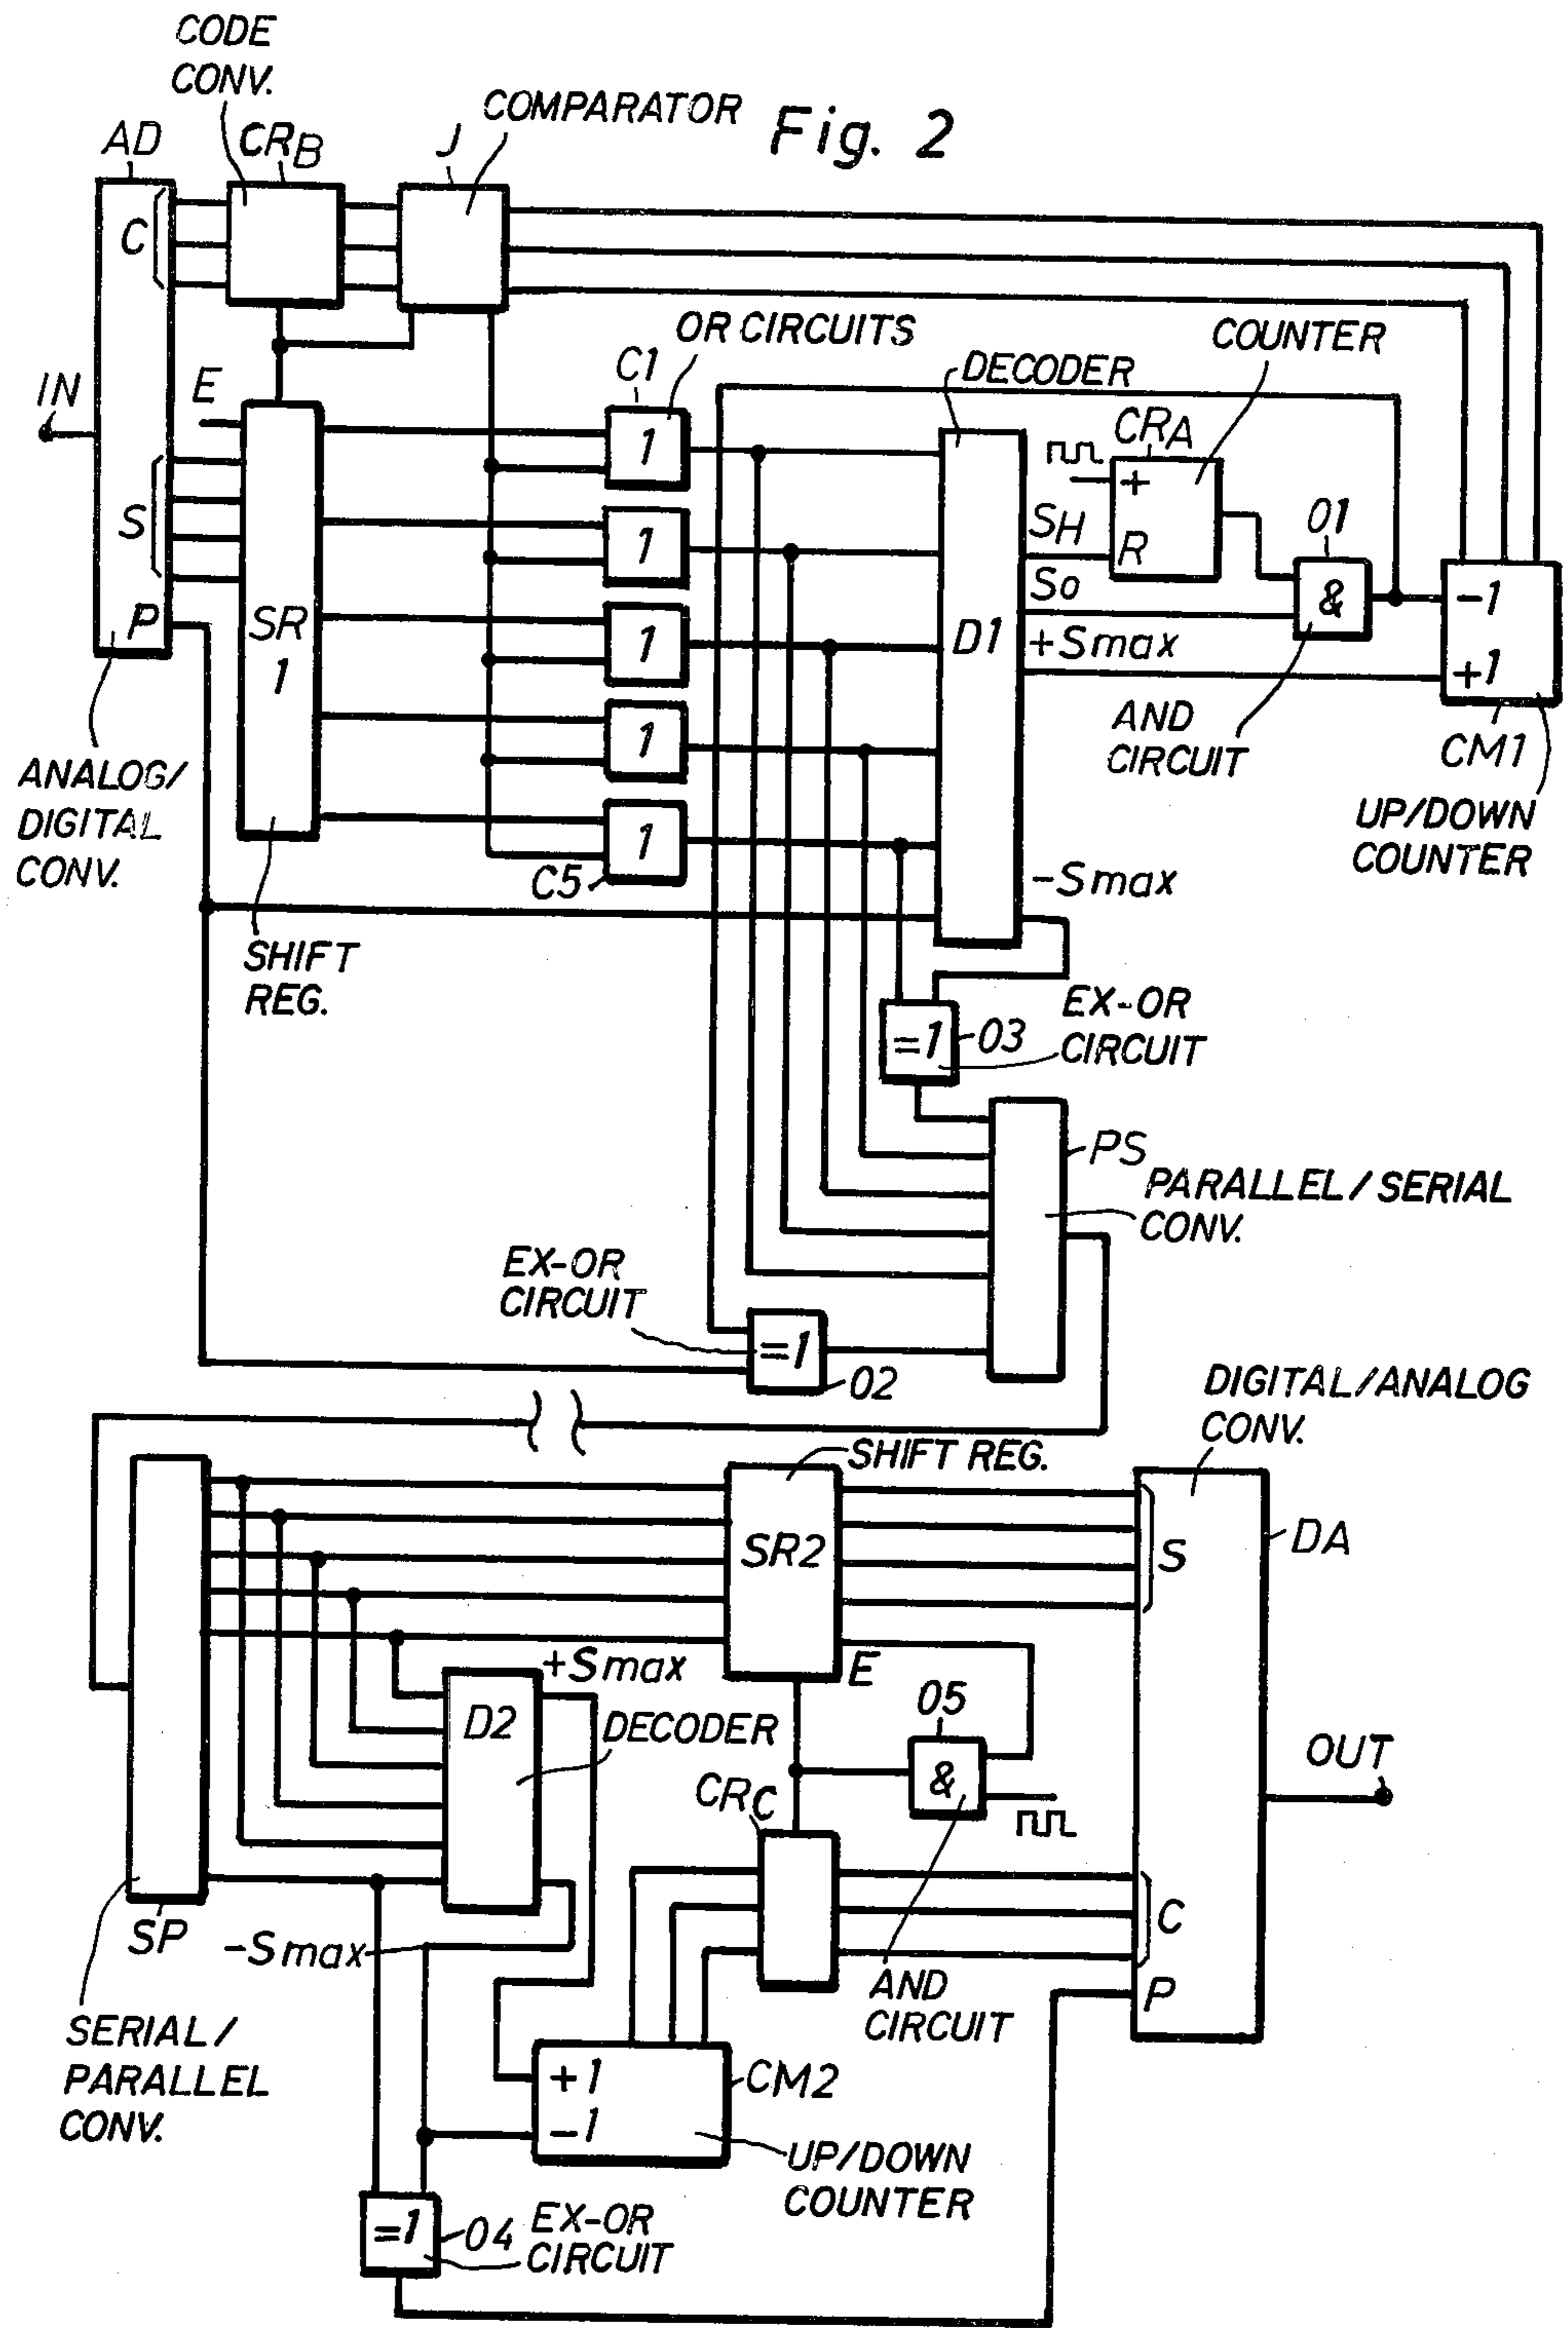 Fig. 2
CODE
CONV.
COMPARATOR
AD
CRB
J
C
OR CIRCUITS
COUNTER
IN
E
C1
DECODER
CRA
+
R
S
1
1
1
1
1
SH
So
01
&
-1
+1
P
SR
1
D1
+Smax
AND
CIRCUIT
CM1
ANALOG/
DIGITAL
CONV.
UP/DOWN
COUNTER
C5
-Smax
SHIFT
REG.
=1
03
EX-OR
CIRCUIT
PS
PARALLEL/SERIAL
CONV.
EX-OR
CIRCUIT
=1
02
DIGITAL/ANALOG
CONV.
SHIFT REG.
SR2
S
DA
+Smax
E
D2
DECODER
05
&
OUT
CRC
SP
-Smax
C
P
AND
CIRCUIT
SERIAL/
PARALLEL
CONV.
+1
-1
CM2
UP/DOWN
COUNTER
=1
04
EX-OR
CIRCUIT